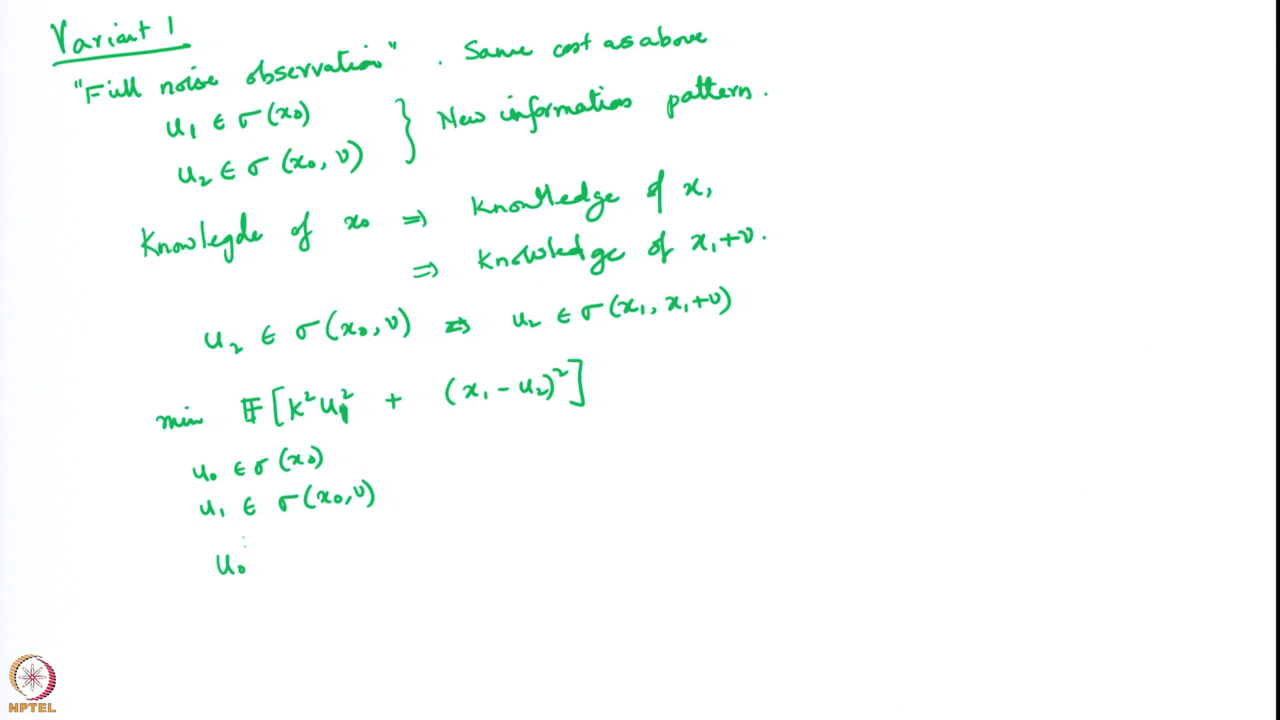 Variant 1
"Full noise observation" . Same cost as above
u₁ ∈ σ(x₀)
u₂ ∈ σ(x₀, v) } New information pattern.
Knowlegde of x₀ ⇒ Knowledge of x₁
⇒ Knowledge of x₁+v.
u₂ ∈ σ(x₀, v) ⇔ u₂ ∈ σ(x₁, x₁+v)
min E[k²u₁² + (x₁ - u₂)²]
u₀ ∈ σ(x₀)
u₁ ∈ σ(x₀, v)
u₀
NPTEL